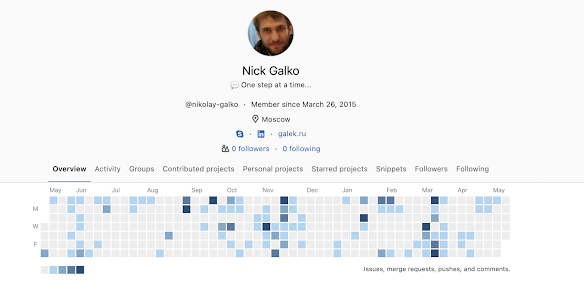 Nick Galko
One step at a time...
@nikolay-galko · Member since March 26, 2015
Moscow
· galek.ru
0 followers · 0 following
Overview Activity Groups Contributed projects Personal projects Starred projects Snippets Followers Following
May Jun Jul Aug Sep Oct Nov Dec Jan Feb Mar Apr May
M
W
F
Issues, merge requests, pushes, and comments.